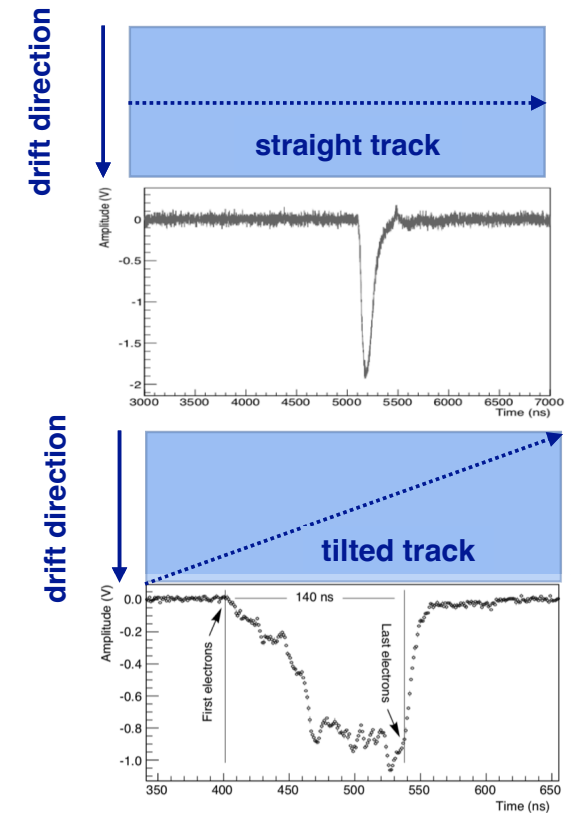 drift direction
straight track
Amplitude (V)
0
-0.5
-1
-1.5
-2
3000 3500 4000 4500 5000 5500 6000 6500 7000
Time (ns)
drift direction
tilted track
Amplitude (V)
0.0
-0.2
-0.4
-0.6
-0.8
-1.0
140 ns
First electrons
Last electrons
350 400 450 500 550 600 650
Time (ns)